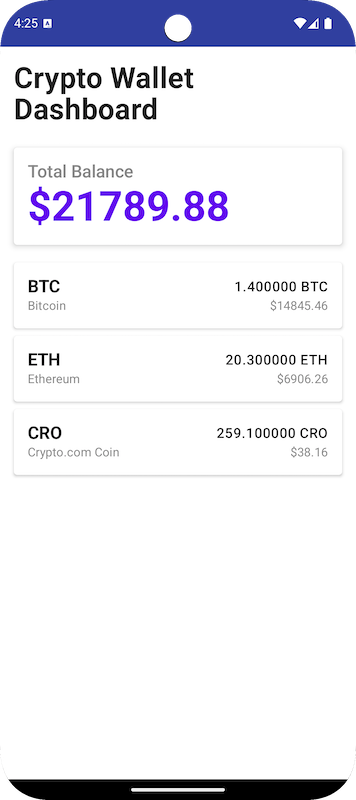 4:25 A
Crypto Wallet
Dashboard
Total Balance
$21789.88
BTC 1.400000 BTC
Bitcoin $14845.46
ETH 20.300000 ETH
Ethereum $6906.26
CRO 259.100000 CRO
Crypto.com Coin $38.16